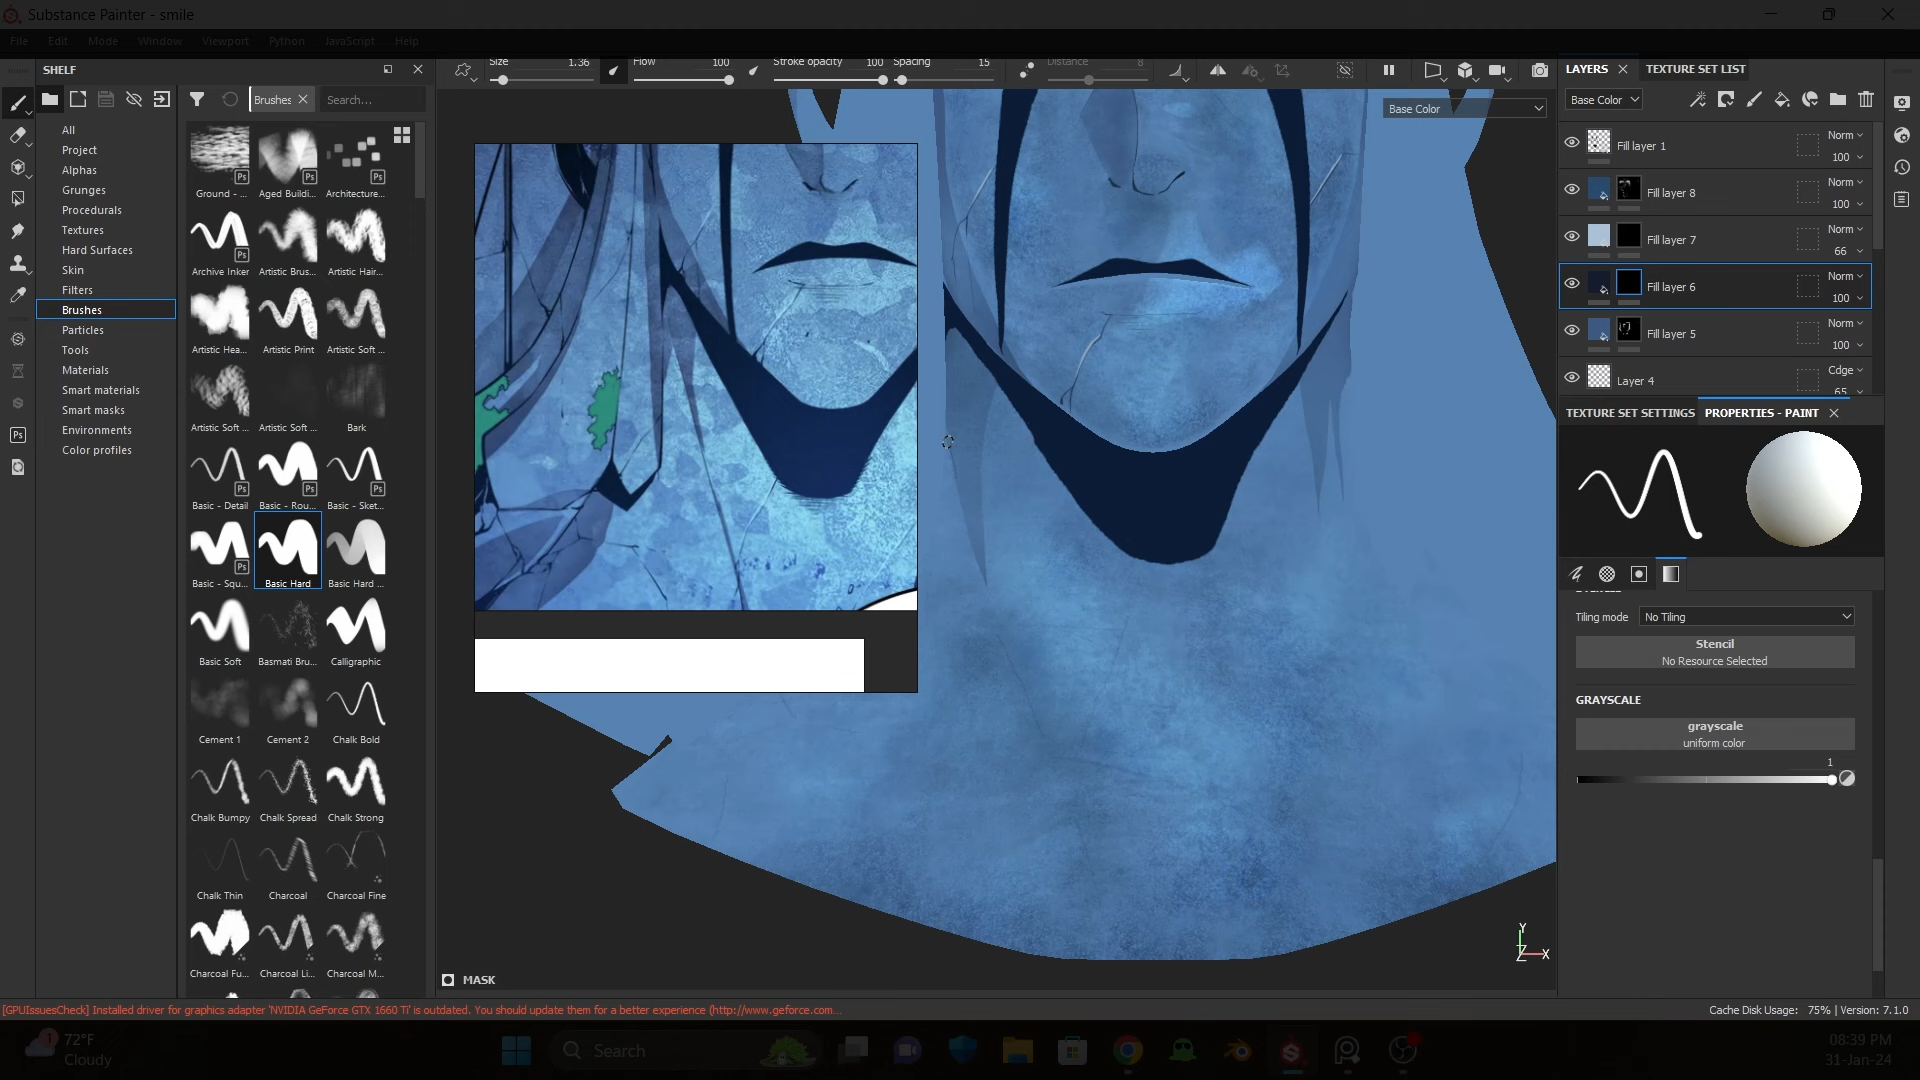 Substance Painter - smile
File Edit Mode Window Viewport Python JavaScript Help
SHELF
Brushes
Search...
All
Project
Alphas
Grunges
Procedurals
Textures
Hard Surfaces
Skin
Filters
Brushes
Particles
Tools
Materials
Smart materials
Smart masks
Environments
Color profiles
Ground - ... Aged Buildi... Architecture...
Archive Inker Artistic Brus... Artistic Hair...
Artistic Hea... Artistic Print Artistic Soft ...
Artistic Soft ... Artistic Soft ... Bark
Basic - Detail Basic - Rou... Basic - Sket...
Basic - Squ... Basic Hard Basic Hard ...
Basic Soft Basmati Bru... Calligraphic
Cement 1 Cement 2 Chalk Bold
Chalk Bumpy Chalk Spread Chalk Strong
Chalk Thin Charcoal Charcoal Fine
Charcoal Fu... Charcoal Li... Charcoal M...
Size 1.36 Flow 100 Stroke opacity 100 Spacing 15 Distance 8
Base Color
MASK
Y
Z X
LAYERS TEXTURE SET LIST
Base Color
Fill layer 1 Norm 100
Fill layer 8 Norm 100
Fill layer 7 Norm 66
Fill layer 6 Norm 100
Fill layer 5 Norm 100
Layer 4 Cdge 65
TEXTURE SET SETTINGS PROPERTIES - PAINT
Tiling mode No Tiling
Stencil
No Resource Selected
GRAYSCALE
grayscale
uniform color
1
[GPUIssuesCheck] Installed driver for graphics adapter 'NVIDIA GeForce GTX 1660 Ti' is outdated. You should update them for a better experience (http://www.geforce.com...
Cache Disk Usage: 75% | Version: 7.1.0
1
72°F
Cloudy
Search
08:39 PM
31-Jan-24